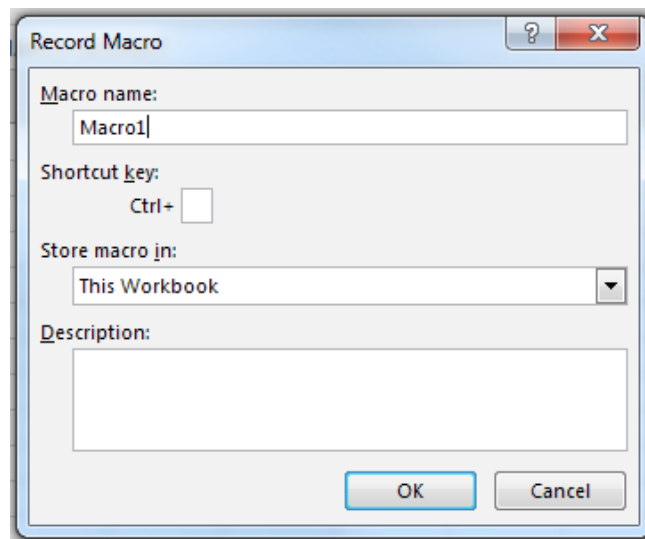 Record Macro
Macro name:
Macro1
Shortcut key:
Ctrl+
Store macro in:
This Workbook
Description:
OK Cancel